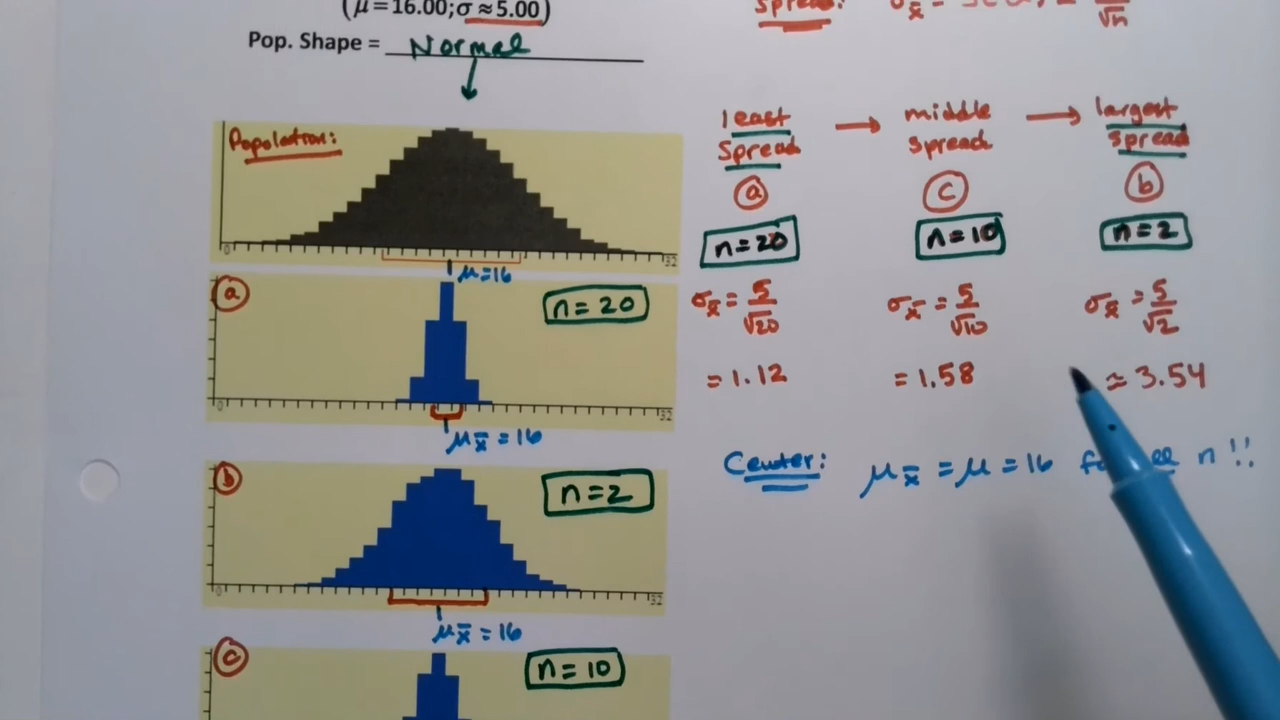 (μ=16.00;σ≈5.00)
Pop. Shape = Normal
Spread:
√n
Population:
0
32
μ=16
a
n=20
0
32
μx̄ = 16
b
n=2
0
32
μx̄ = 16
c
n=10
least → middle → largest
Spread spread spread
a c b
n=20 n=10 n=2
σx̄ = 5/√20 σx̄ = 5/√10 σx̄ = 5/√2
= 1.12 = 1.58 ≈ 3.54
Center: μx̄ = μ = 16 n!!